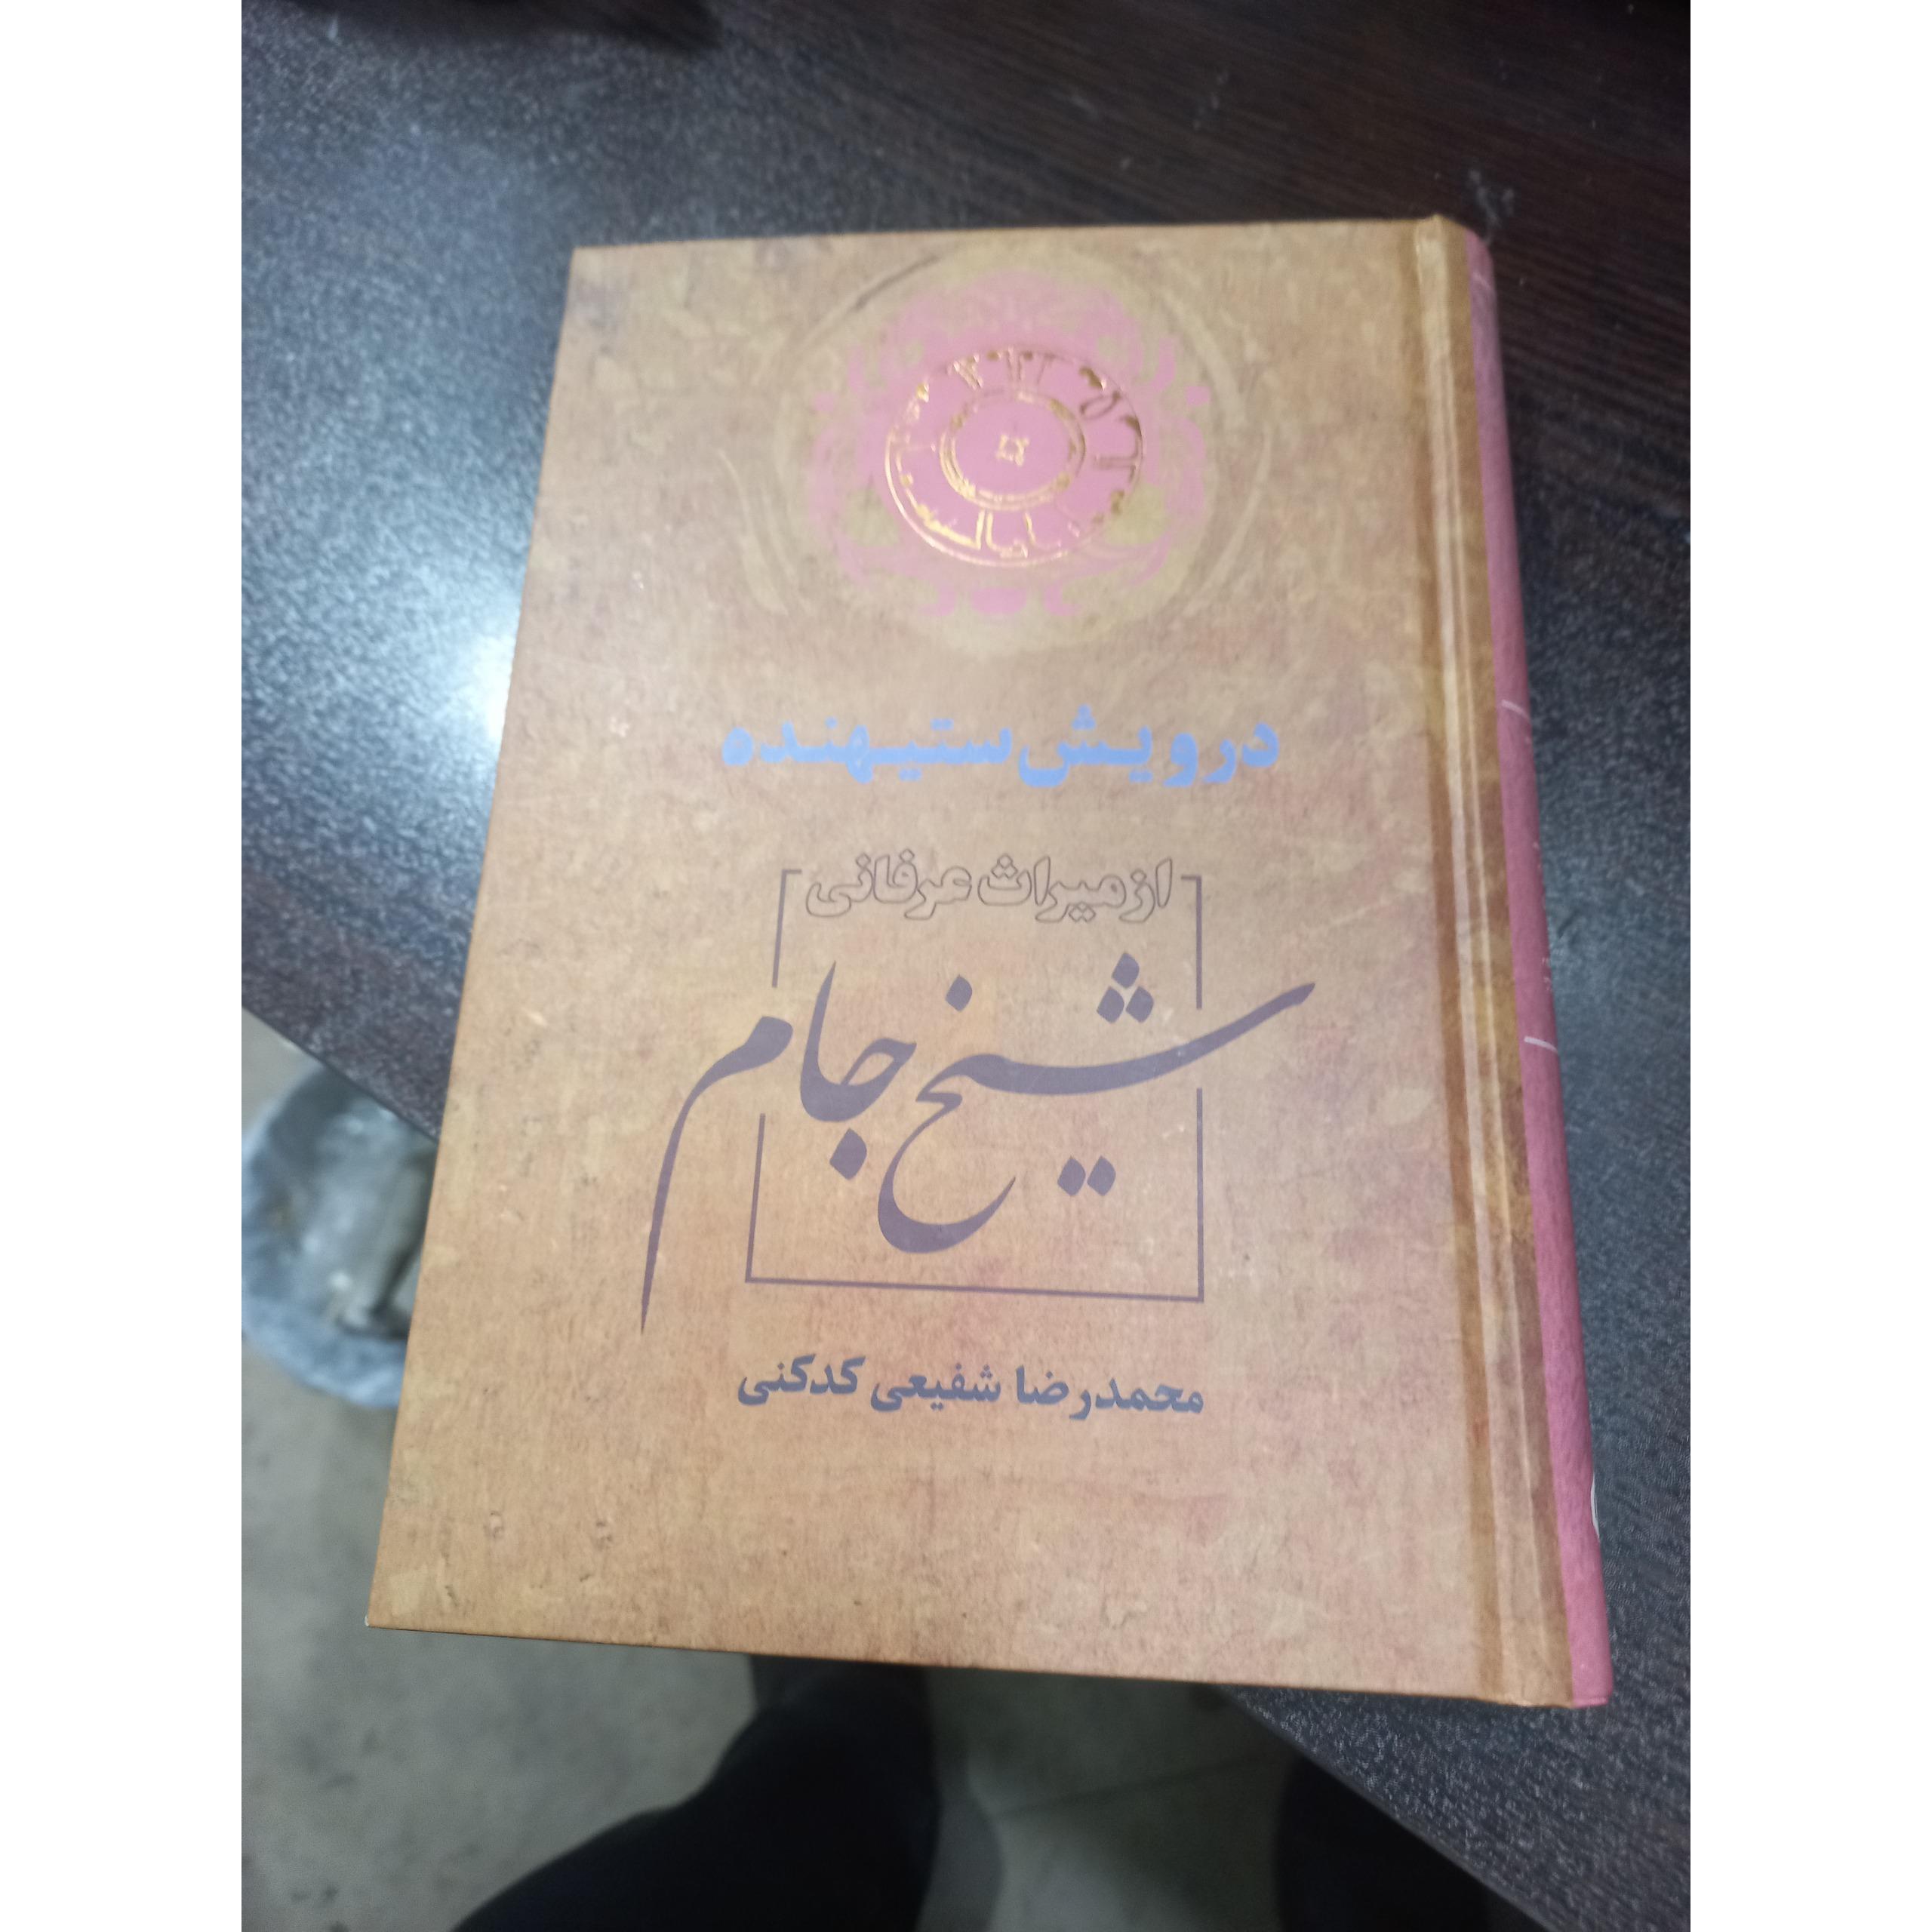 درویش ستیهنده
از میراث عرفانی
شیخ جام
محمدرضا شفیعی کدکنی